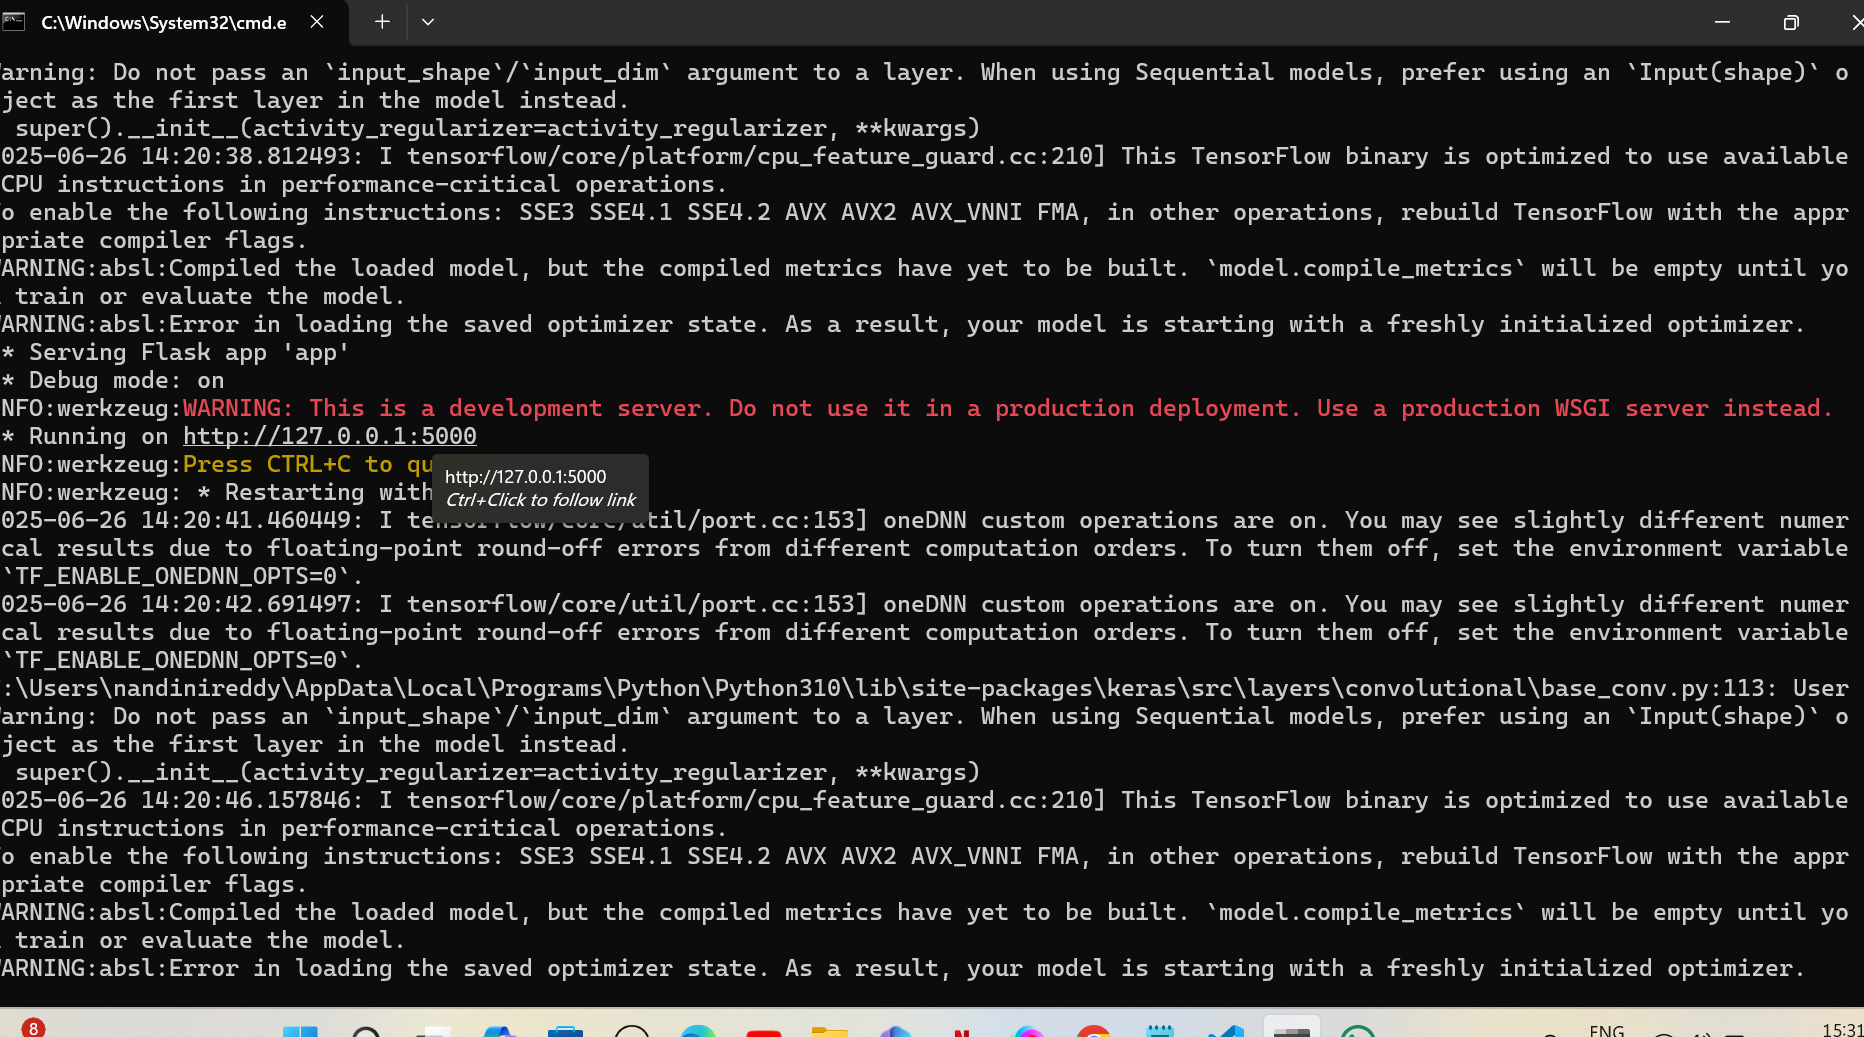 C:\Windows\System32\cmd.e
arning: Do not pass an `input_shape`/`input_dim` argument to a layer. When using Sequential models, prefer using an `Input(shape)` o
ject as the first layer in the model instead.
super().__init__(activity_regularizer=activity_regularizer, **kwargs)
025-06-26 14:20:38.812493: I tensorflow/core/platform/cpu_feature_guard.cc:210] This TensorFlow binary is optimized to use available
CPU instructions in performance-critical operations.
o enable the following instructions: SSE3 SSE4.1 SSE4.2 AVX AVX2 AVX_VNNI FMA, in other operations, rebuild TensorFlow with the appr
priate compiler flags.
ARNING:absl:Compiled the loaded model, but the compiled metrics have yet to be built. `model.compile_metrics` will be empty until yo
train or evaluate the model.
ARNING:absl:Error in loading the saved optimizer state. As a result, your model is starting with a freshly initialized optimizer.
* Serving Flask app 'app'
* Debug mode: on
NFO:werkzeug:WARNING: This is a development server. Do not use it in a production deployment. Use a production WSGI server instead.
* Running on http://127.0.0.1:5000
NFO:werkzeug:Press CTRL+C to qu
http://127.0.0.1:5000
Ctrl+Click to follow link
NFO:werkzeug: * Restarting with
025-06-26 14:20:41.460449: I tensorflow/core/util/port.cc:153] oneDNN custom operations are on. You may see slightly different numer
cal results due to floating-point round-off errors from different computation orders. To turn them off, set the environment variable
`TF_ENABLE_ONEDNN_OPTS=0`.
025-06-26 14:20:42.691497: I tensorflow/core/util/port.cc:153] oneDNN custom operations are on. You may see slightly different numer
cal results due to floating-point round-off errors from different computation orders. To turn them off, set the environment variable
`TF_ENABLE_ONEDNN_OPTS=0`.
:\Users\nandinireddy\AppData\Local\Programs\Python\Python310\lib\site-packages\keras\src\layers\convolutional\base_conv.py:113: User
arning: Do not pass an `input_shape`/`input_dim` argument to a layer. When using Sequential models, prefer using an `Input(shape)` o
ject as the first layer in the model instead.
super().__init__(activity_regularizer=activity_regularizer, **kwargs)
025-06-26 14:20:46.157846: I tensorflow/core/platform/cpu_feature_guard.cc:210] This TensorFlow binary is optimized to use available
CPU instructions in performance-critical operations.
o enable the following instructions: SSE3 SSE4.1 SSE4.2 AVX AVX2 AVX_VNNI FMA, in other operations, rebuild TensorFlow with the appr
priate compiler flags.
ARNING:absl:Compiled the loaded model, but the compiled metrics have yet to be built. `model.compile_metrics` will be empty until yo
train or evaluate the model.
ARNING:absl:Error in loading the saved optimizer state. As a result, your model is starting with a freshly initialized optimizer.
8
ENG
15:31